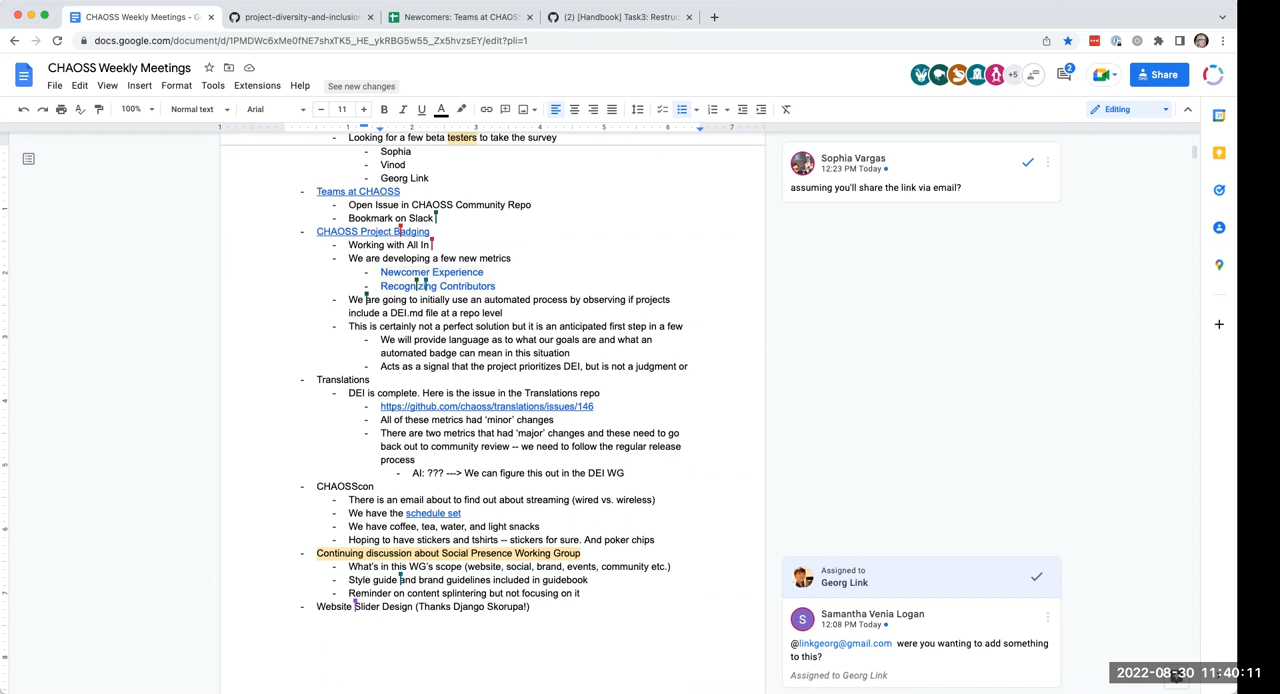 CHAOSS Weekly Meetings - G
project-diversity-and-inclusion
Newcomers: Teams at CHAOS
(2) [Handbook] Task3: Restruc
docs.google.com/document/d/1PMDWc6xMe0fNE7shxTK5_HE_ykRBG5w55_Zx5hvzsEY/edit?pli=1
CHAOSS Weekly Meetings
File Edit View Insert Format Tools Extensions Help See new changes
+5
2
Share
100% Normal text Arial 11 Editing
Looking for a few beta testers to take the survey
- Sophia
- Vinod
- Georg Link
- Teams at CHAOSS
- Open Issue in CHAOSS Community Repo
- Bookmark on Slack
- CHAOSS Project Badging
- Working with All In
- We are developing a few new metrics
- Newcomer Experience
- Recognizing Contributors
- We are going to initially use an automated process by observing if projects
include a DEI.md file at a repo level
- This is certainly not a perfect solution but it is an anticipated first step in a few
- We will provide language as to what our goals are and what an
automated badge can mean in this situation
- Acts as a signal that the project prioritizes DEI, but is not a judgment or
- Translations
- DEI is complete. Here is the issue in the Translations repo
- https://github.com/chaoss/translations/issues/146
- All of these metrics had ‘minor’ changes
- There are two metrics that had ‘major’ changes and these need to go
back out to community review -- we need to follow the regular release
process
- AI: ??? ---> We can figure this out in the DEI WG
- CHAOSScon
- There is an email about to find out about streaming (wired vs. wireless)
- We have the schedule set
- We have coffee, tea, water, and light snacks
- Hoping to have stickers and tshirts -- stickers for sure. And poker chips
- Continuing discussion about Social Presence Working Group
- What’s in this WG’s scope (website, social, brand, events, community etc.)
- Style guide and brand guidelines included in guidebook
- Reminder on content splintering but not focusing on it
- Website Slider Design (Thanks Django Skorupa!)
Sophia Vargas
12:23 PM Today
assuming you'll share the link via email?
Assigned to
Georg Link
S
Samantha Venia Logan
12:08 PM Today
@linkgeorg@gmail.com were you wanting to add something
to this?
Assigned to Georg Link
2022-08-30 11:40:11